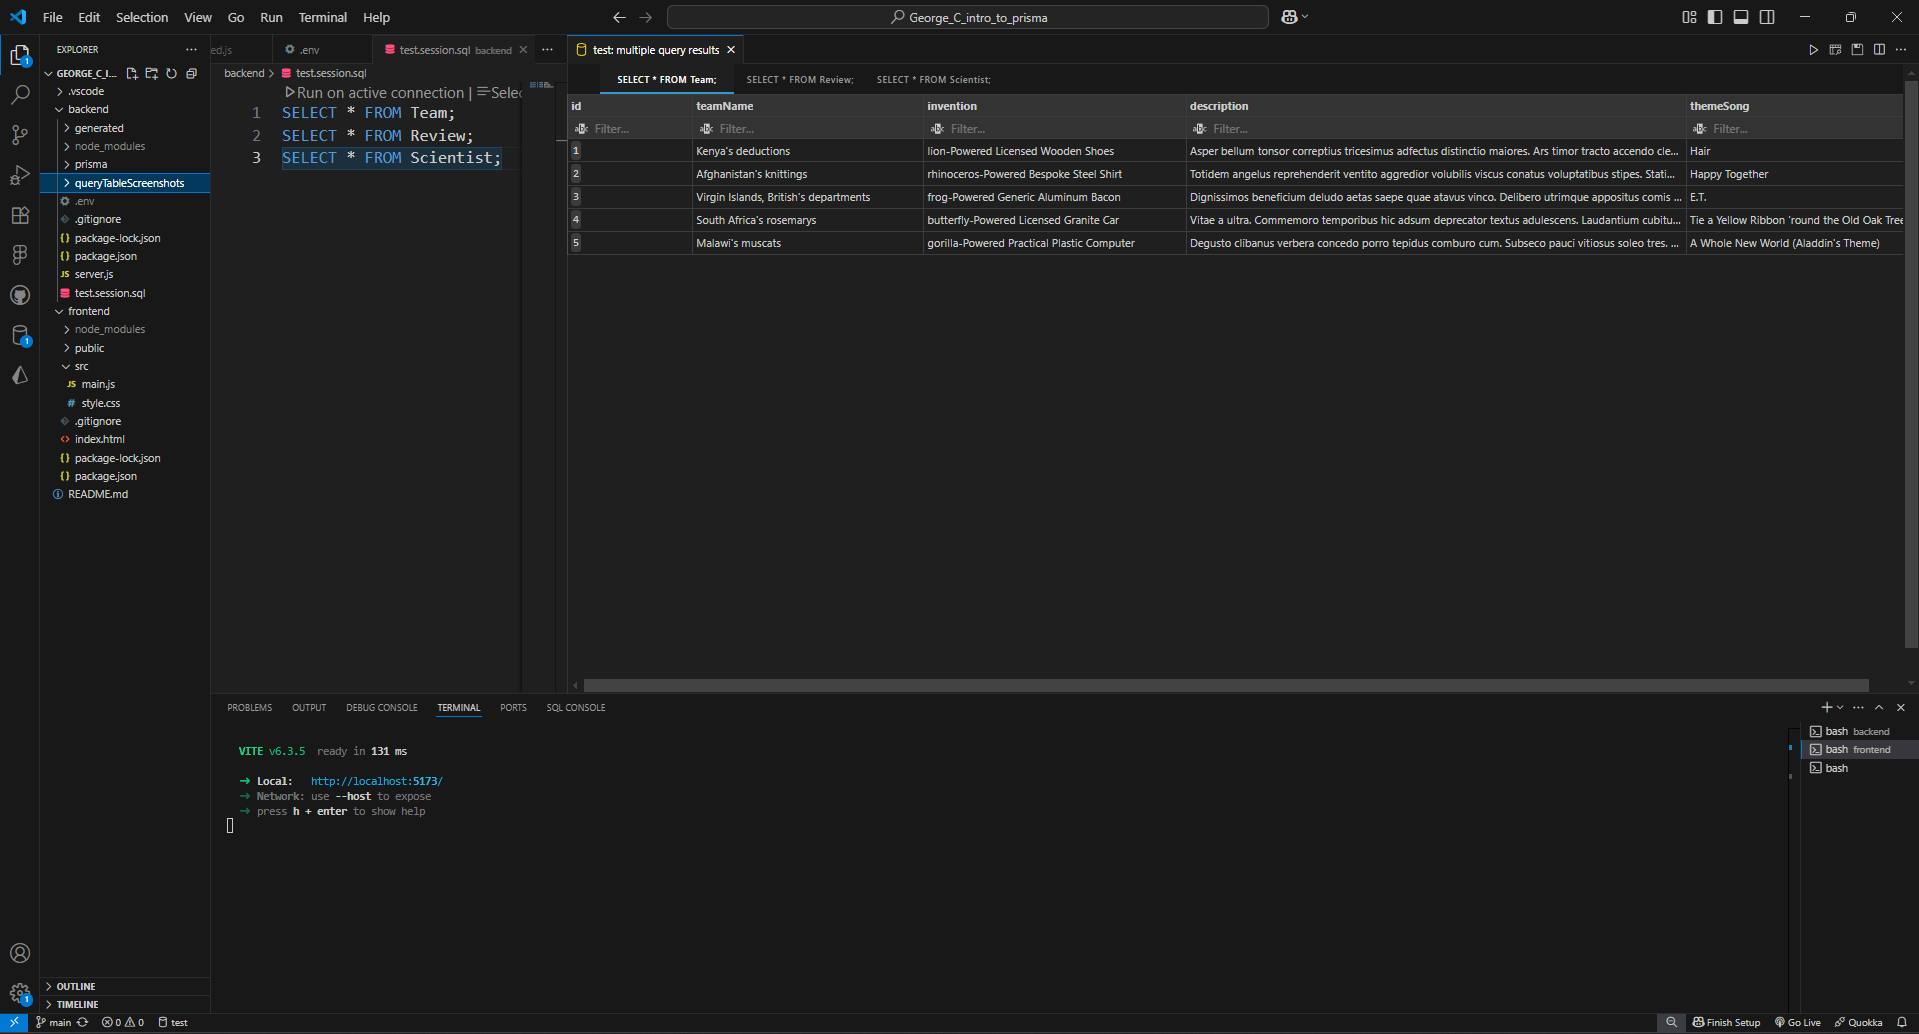 File Edit Selection View Go Run Terminal Help
George_C_intro_to_prisma
EXPLORER
GEORGE_C_I...
.vscode
backend
generated
node_modules
prisma
queryTableScreenshots
.env
.gitignore
package-lock.json
package.json
server.js
test.session.sql
frontend
node_modules
public
src
main.js
style.css
.gitignore
index.html
package-lock.json
package.json
README.md
OUTLINE
TIMELINE
ed.js .env test.session.sql backend
backend > test.session.sql
Run on active connection | Selec
1 SELECT * FROM Team;
2 SELECT * FROM Review;
3 SELECT * FROM Scientist;
test: multiple query results
SELECT * FROM Team; SELECT * FROM Review; SELECT * FROM Scientist;
id teamName invention description themeSong
Filter... Filter... Filter... Filter... Filter...
1 Kenya's deductions lion-Powered Licensed Wooden Shoes Asper bellum tonsor correptius tricesimus adfectus distinctio maiores. Ars timor tracto accendo cle... Hair
2 Afghanistan's knittings rhinoceros-Powered Bespoke Steel Shirt Totidem angelus reprehenderit ventito aggredior volubilis viscus conatus voluptatibus stipes. Stati... Happy Together
3 Virgin Islands, British's departments frog-Powered Generic Aluminum Bacon Dignissimos beneficium deludo aetas saepe quae atavus vinco. Delibero utrimque appositus comis ... E.T.
4 South Africa's rosemarys butterfly-Powered Licensed Granite Car Vitae a ultra. Commemoro temporibus hic adsum deprecator textus adulescens. Laudantium cubitu... Tie a Yellow Ribbon 'round the Old Oak Tree
5 Malawi's muscats gorilla-Powered Practical Plastic Computer Degusto clibanus verbera concedo porro tepidus comburo cum. Subseco pauci vitiosus soleo tres. ... A Whole New World (Aladdin's Theme)
PROBLEMS OUTPUT DEBUG CONSOLE TERMINAL PORTS SQL CONSOLE
VITE v6.3.5 ready in 131 ms
➜ Local: http://localhost:5173/
➜ Network: use --host to expose
➜ press h + enter to show help
bash backend
bash frontend
bash
main 0 0 test Finish Setup Go Live Quokka